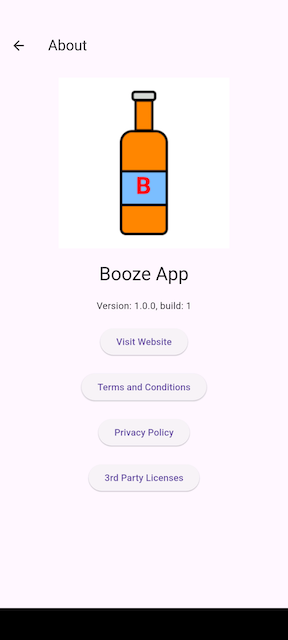 About
B
Booze App
Version: 1.0.0, build: 1
Visit Website
Terms and Conditions
Privacy Policy
3rd Party Licenses